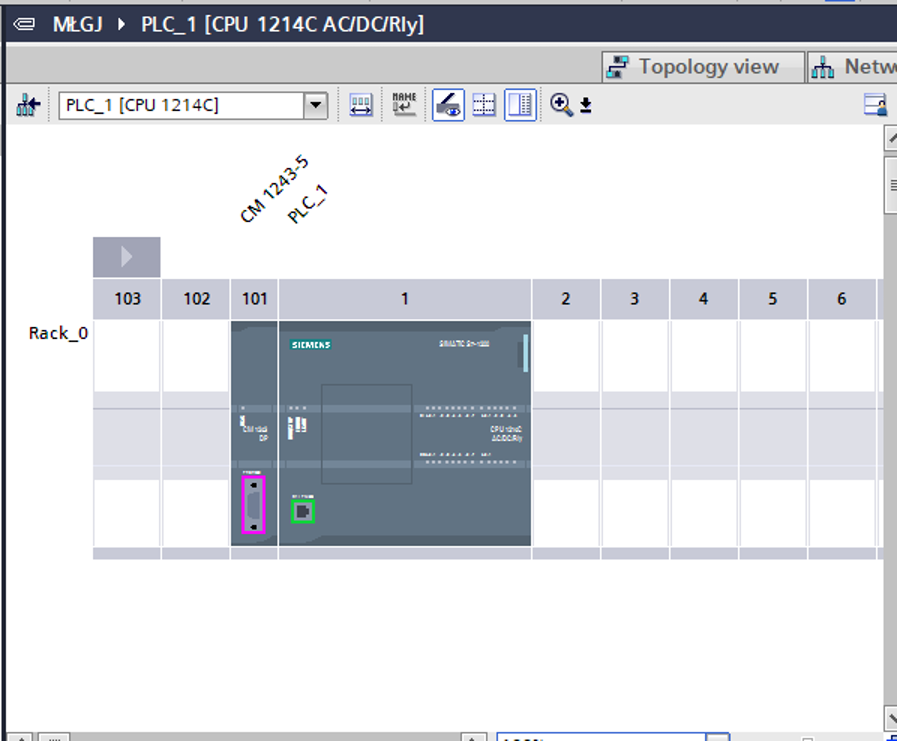 MŁGJ PLC_1 [CPU 1214C AC/DC/Rly]
Topology view
PLC_1 [CPU 1214C]
NAME
CM 1243-5
PLC_1
103 102 101 1 2 3 4 5 6
Rack_0
SIEMENS
SIMATIC S7-1200
CM 1243
DP
CPU 1214C
AC/DC/Rly